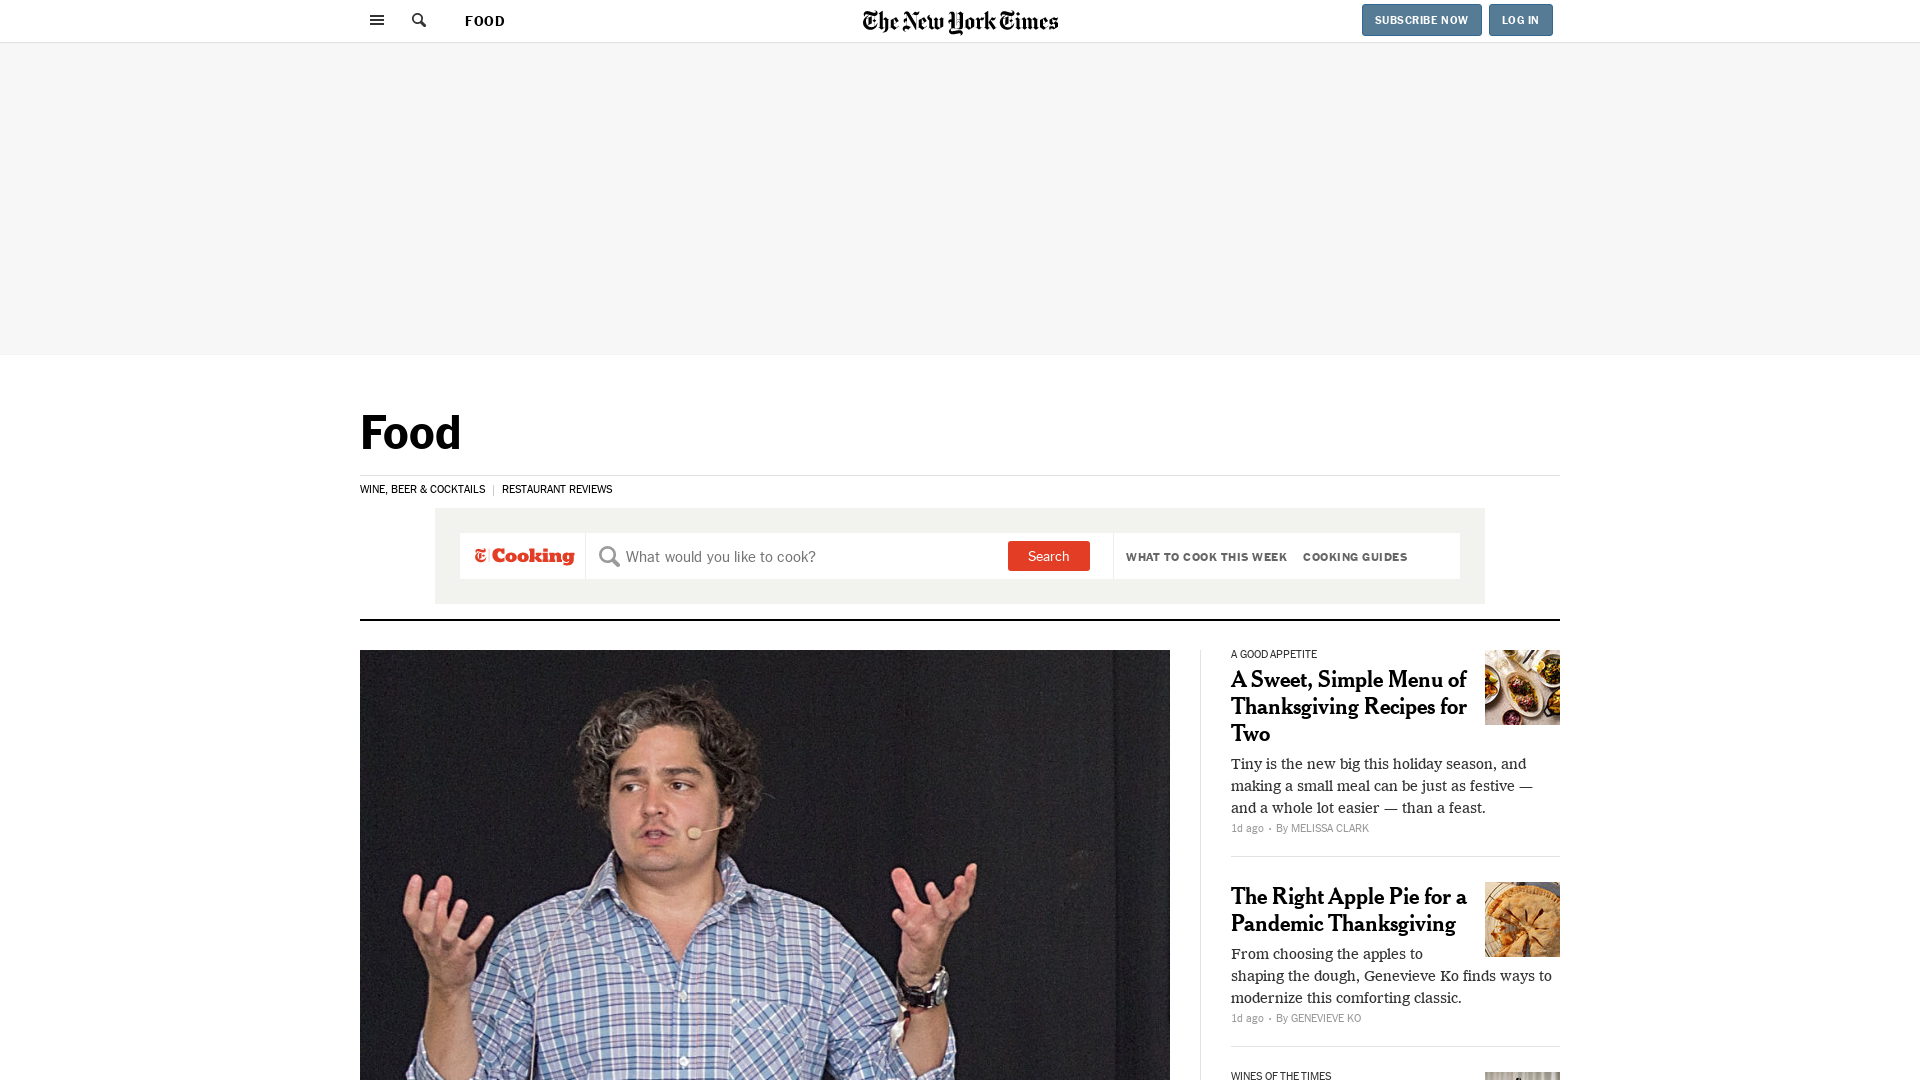 FOOD
The New York Times
SUBSCRIBE NOW
LOG IN
Food
WINE, BEER & COCKTAILS
RESTAURANT REVIEWS
Cooking
What would you like to cook?
Search
WHAT TO COOK THIS WEEK
COOKING GUIDES
A GOOD APPETITE
A Sweet, Simple Menu of
Thanksgiving Recipes for
Two
Tiny is the new big this holiday season, and
making a small meal can be just as festive —
and a whole lot easier — than a feast.
1d ago • By MELISSA CLARK
The Right Apple Pie for a
Pandemic Thanksgiving
From choosing the apples to
shaping the dough, Genevieve Ko finds ways to
modernize this comforting classic.
1d ago • By GENEVIEVE KO
WINES OF THE TIMES